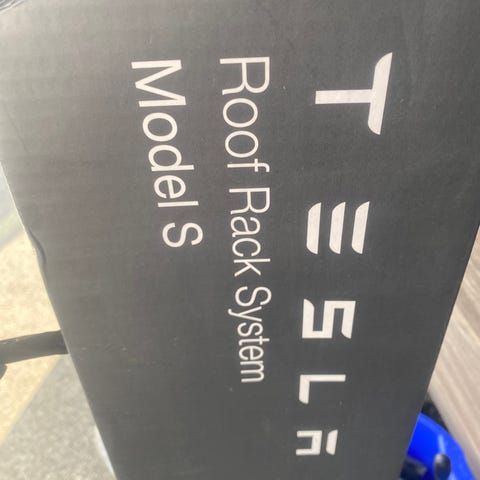 TESLA
Roof Rack System
Model S